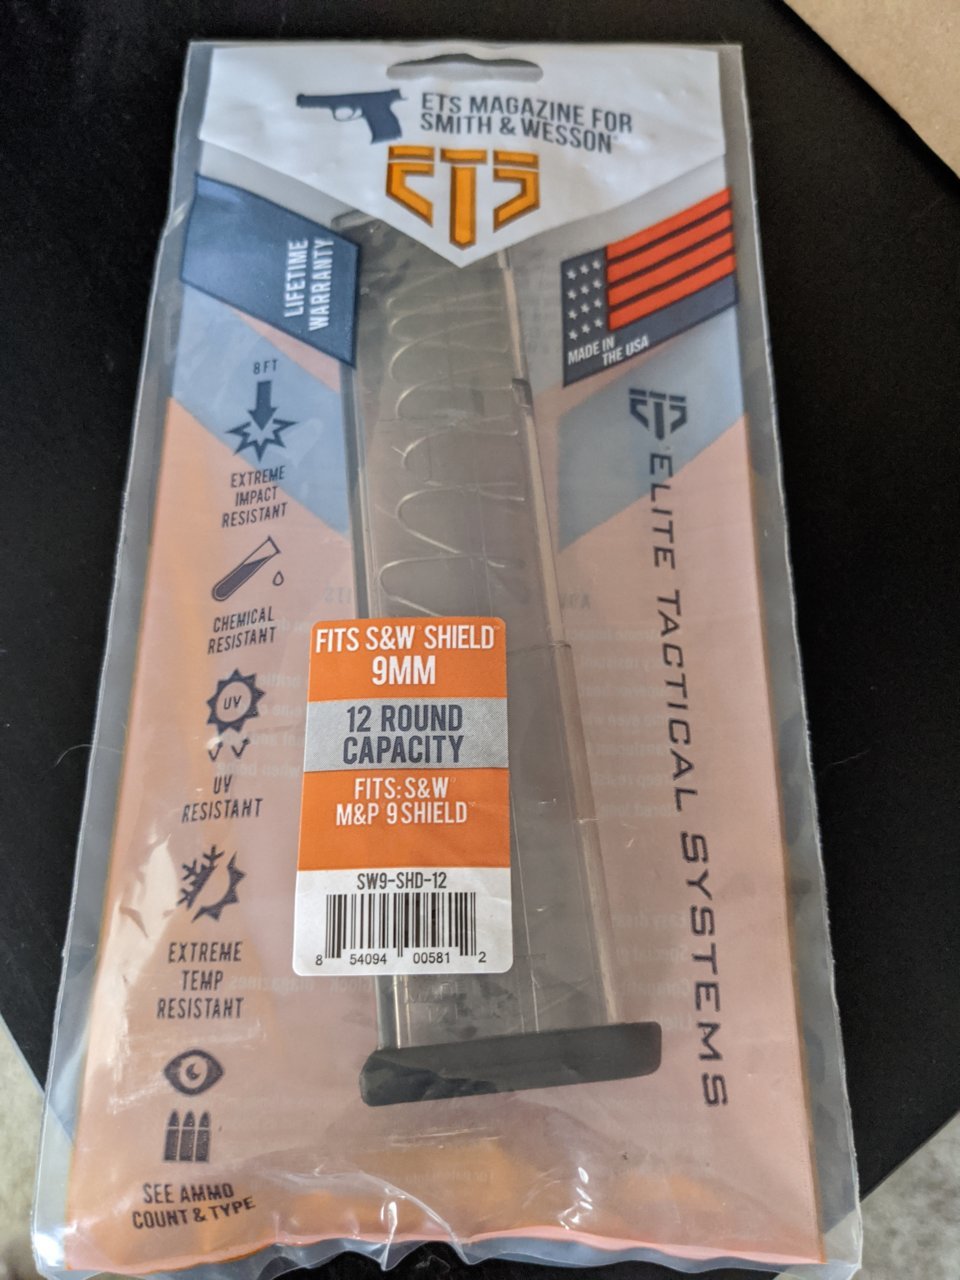 ETS MAGAZINE FOR
SMITH & WESSON®
ETS
LIFETIME
WARRANTY
MADE IN
THE USA
8 FT
EXTREME
IMPACT
RESISTANT
CHEMICAL
RESISTANT
UV
UV
RESISTANT
EXTREME
TEMP
RESISTANT
SEE AMMO
COUNT & TYPE
ETS
ELITE TACTICAL SYSTEMS
FITS S&W SHIELD™
9MM
12 ROUND
CAPACITY
FITS: S&W®
M&P®9 SHIELD™
SW9-SHD-12
8 54094 00581 2